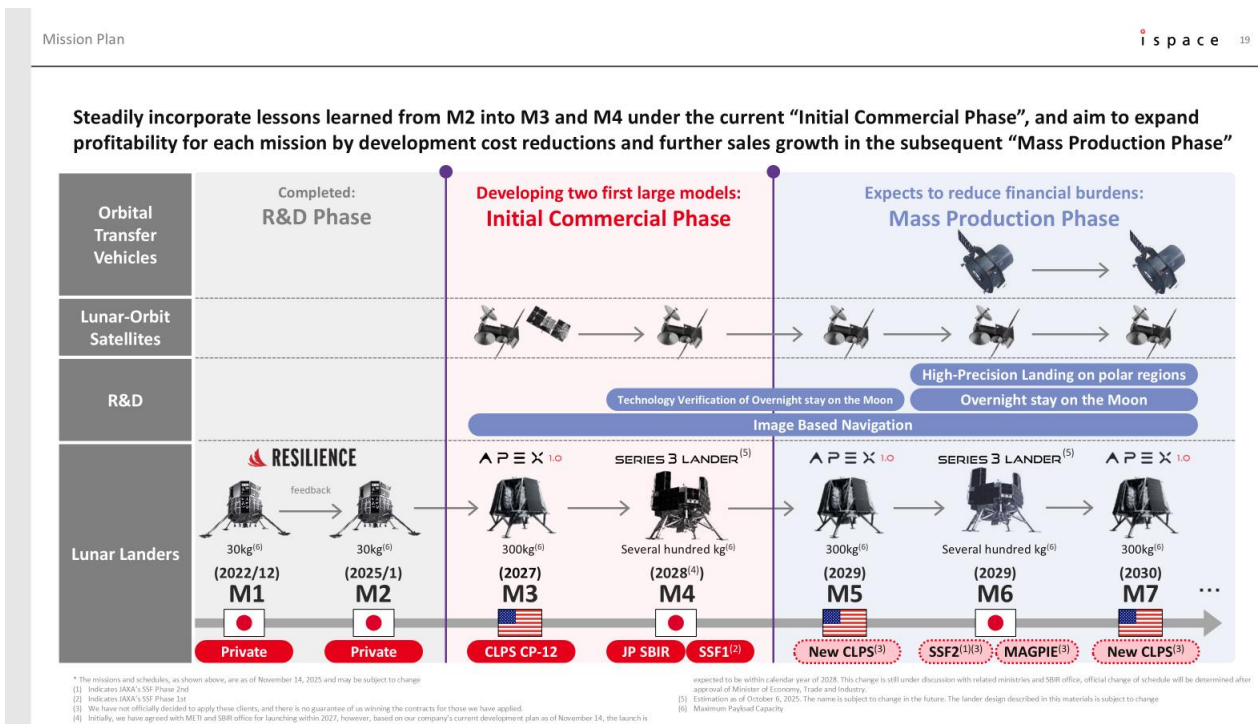 Mission Plan
ispace 19
Steadily incorporate lessons learned from M2 into M3 and M4 under the current “Initial Commercial Phase”, and aim to expand
profitability for each mission by development cost reductions and further sales growth in the subsequent “Mass Production Phase”
Completed:
R&D Phase
Developing two first large models:
Initial Commercial Phase
Expects to reduce financial burdens:
Mass Production Phase
Orbital
Transfer
Vehicles
Lunar-Orbit
Satellites
R&D
High-Precision Landing on polar regions
Technology Verification of Overnight stay on the Moon
Overnight stay on the Moon
Image Based Navigation
Lunar Landers
RESILIENCE
feedback
APEX 1.0
SERIES 3 LANDER(5)
APEX 1.0
SERIES 3 LANDER(5)
APEX 1.0
30kg(6)
30kg(6)
300kg(6)
Several hundred kg(6)
300kg(6)
Several hundred kg(6)
300kg(6)
(2022/12)
(2025/1)
(2027)
(2028(4))
(2029)
(2029)
(2030)
M1
M2
M3
M4
M5
M6
M7
...
Private
Private
CLPS CP-12
JP SBIR
SSF1(2)
New CLPS(3)
SSF2(1)(3)
MAGPIE(3)
New CLPS(3)
* The missions and schedules, as shown above, are as of November 14, 2025 and may be subject to change
(1) Indicates JAXA's SSF Phase 2nd
(2) Indicates JAXA's SSF Phase 1st
(3) We have not officially decided to apply these clients, and there is no guarantee of us winning the contracts for those we have applied.
(4) Initially, we have agreed with METI and SBIR office for launching within 2027, however, based on our company's current development plan as of November 14, the launch is
expected to be within calendar year of 2028. This change is still under discussion with related ministries and SBIR office, official change of schedule will be determined after
approval of Minister of Economy, Trade and Industry.
(5) Estimation as of October 6, 2025. The name is subject to change in the future. The lander design described in this materials is subject to change
(6) Maximum Payload Capacity